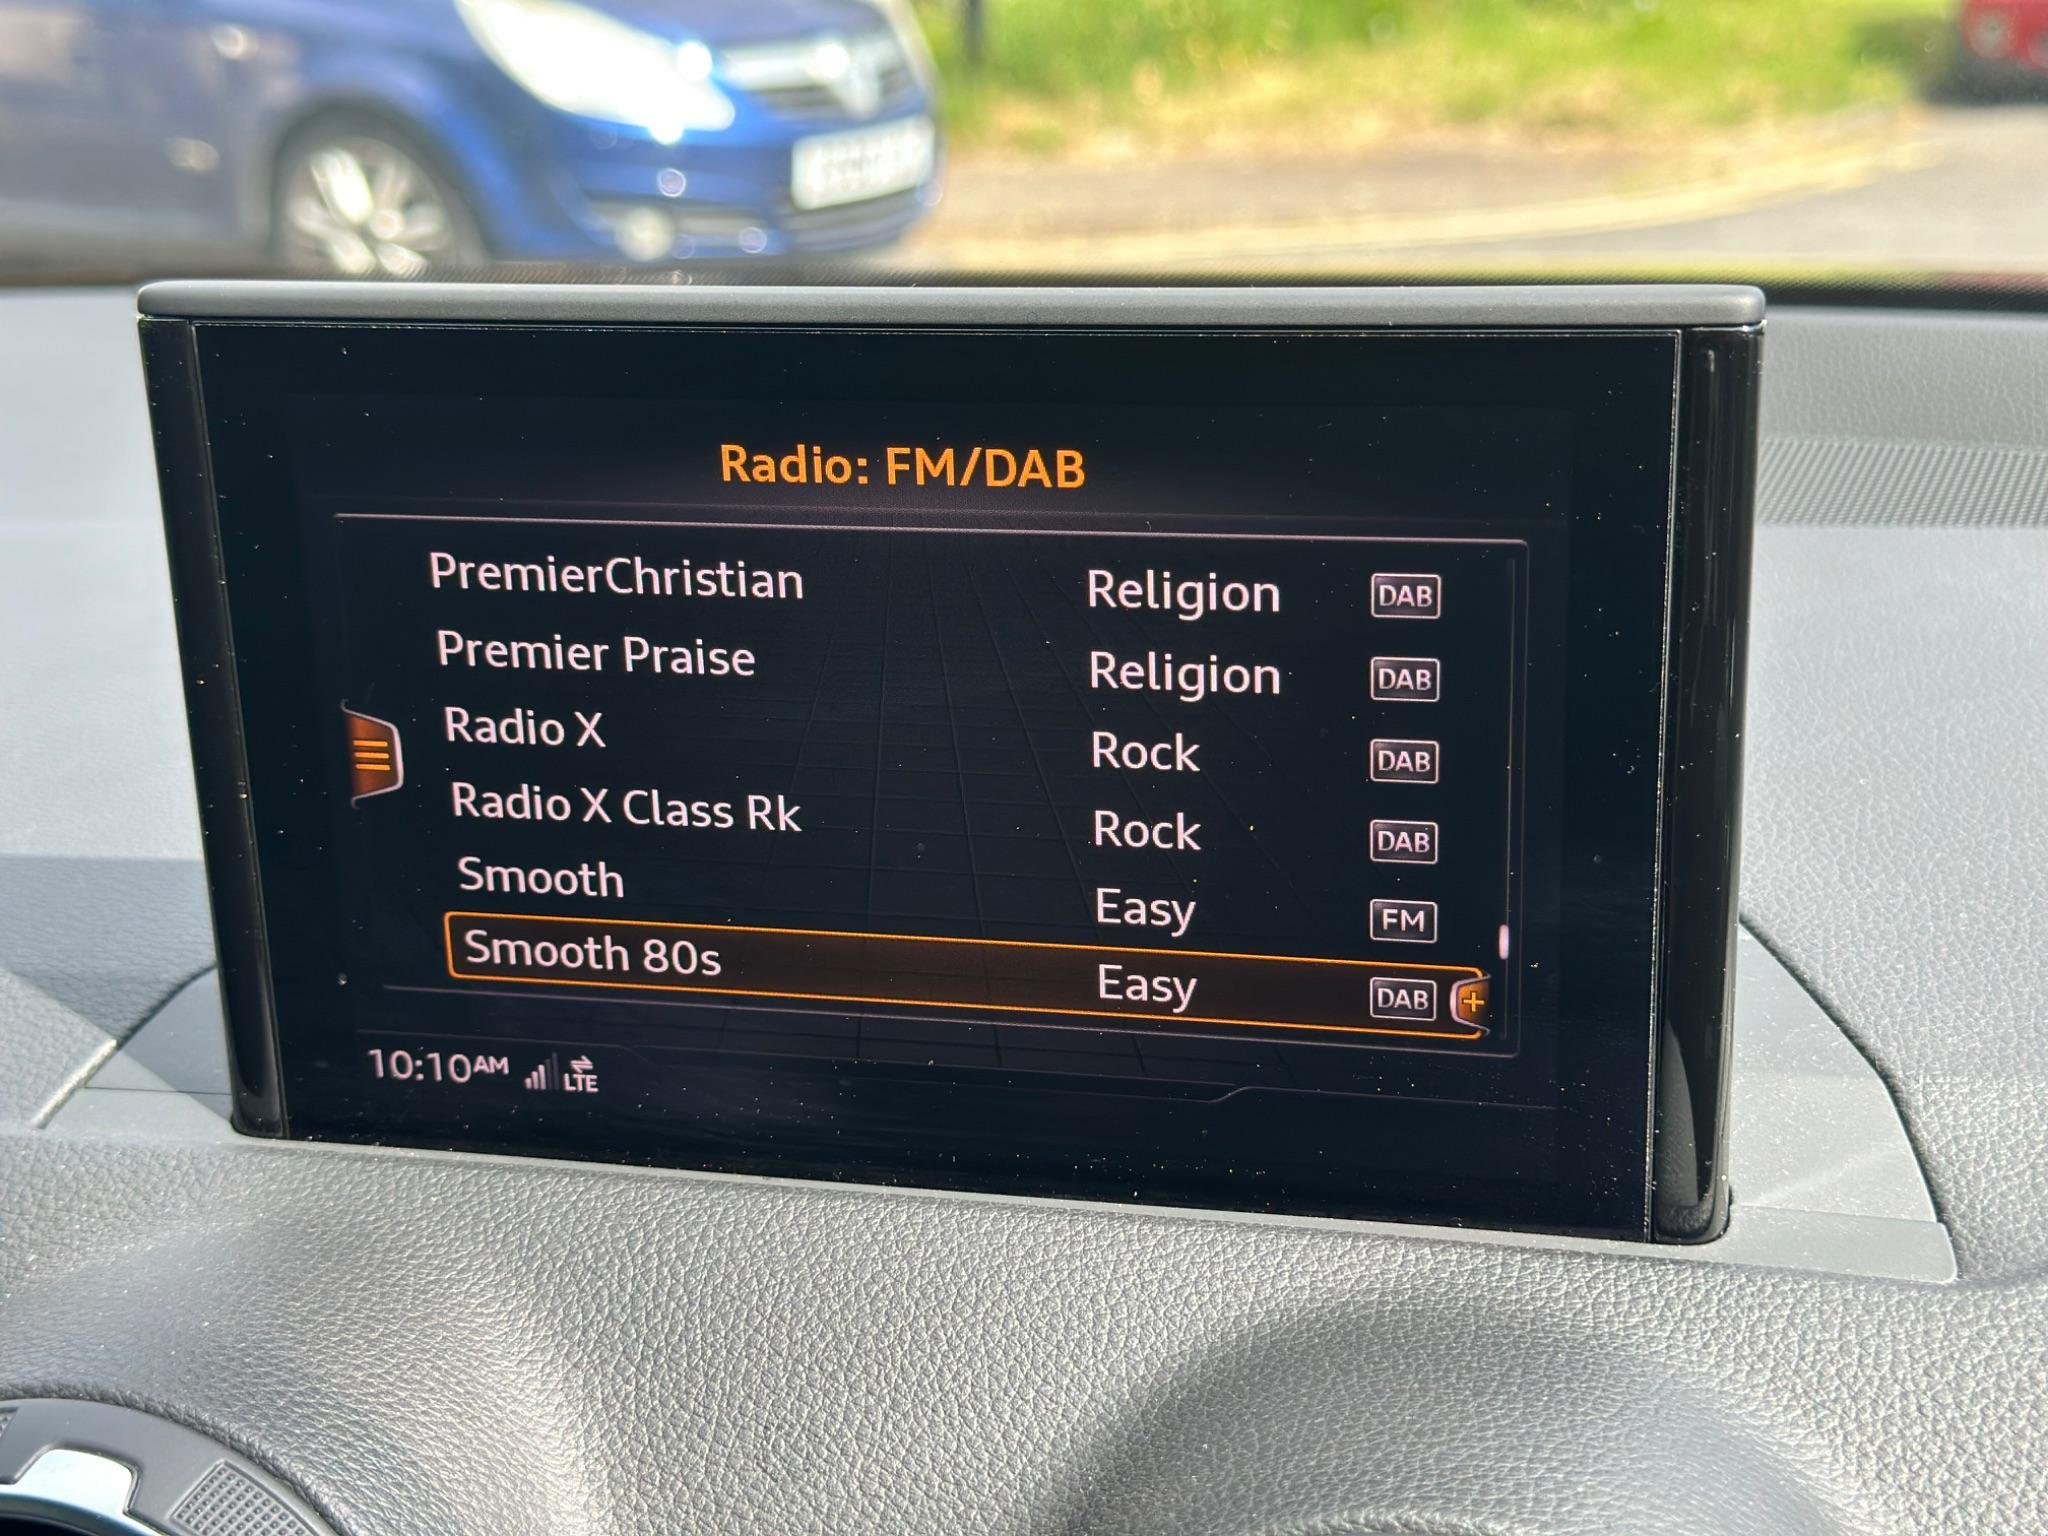 Radio: FM/DAB
PremierChristian Religion DAB
Premier Praise Religion DAB
Radio X Rock DAB
Radio X Class Rk Rock DAB
Smooth Easy FM
Smooth 80s Easy DAB +
10:10AM LTE